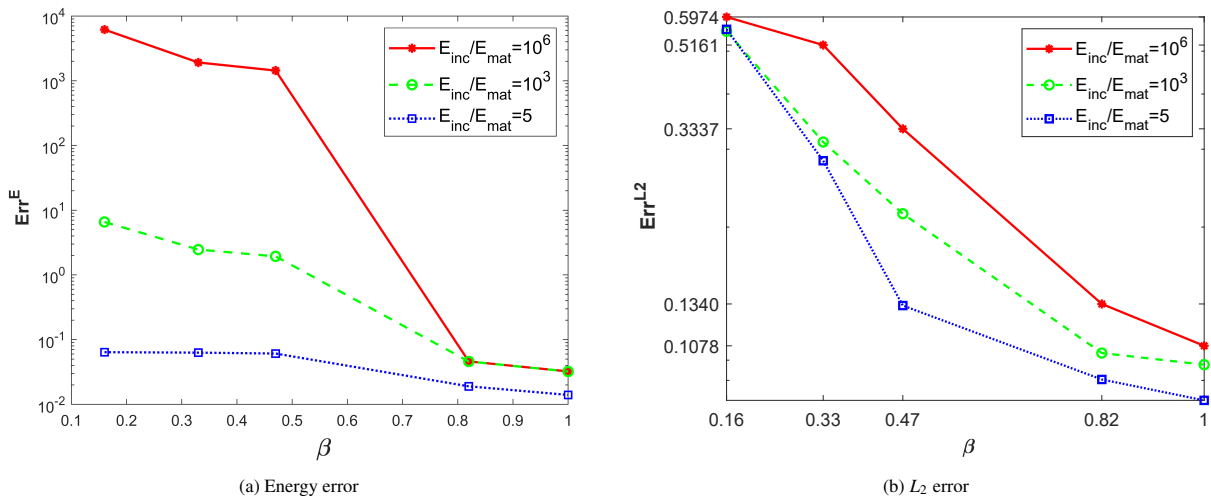 10^4
10^3
10^2
10^1
10^0
10^-1
10^-2
Err^E
0.1 0.2 0.3 0.4 0.5 0.6 0.7 0.8 0.9 1
β
E_inc/E_mat=10^6
E_inc/E_mat=10^3
E_inc/E_mat=5
(a) Energy error
0.5974
0.5161
0.3337
0.1340
0.1078
Err^L2
0.16 0.33 0.47 0.82 1
β
E_inc/E_mat=10^6
E_inc/E_mat=10^3
E_inc/E_mat=5
(b) L_2 error